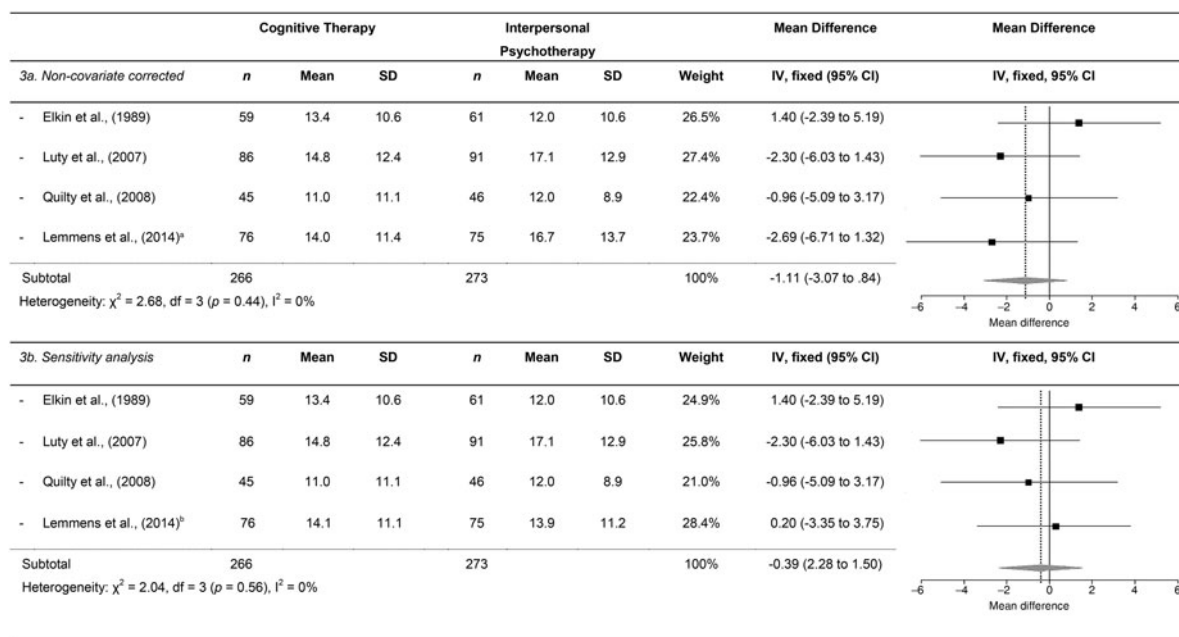 Cognitive Therapy Interpersonal Psychotherapy Mean Difference Mean Difference
3a. Non-covariate corrected n Mean SD n Mean SD Weight IV, fixed (95% CI) IV, fixed, 95% CI
- Elkin et al., (1989) 59 13.4 10.6 61 12.0 10.6 26.5% 1.40 (-2.39 to 5.19)
- Luty et al., (2007) 86 14.8 12.4 91 17.1 12.9 27.4% -2.30 (-6.03 to 1.43)
- Quilty et al., (2008) 45 11.0 11.1 46 12.0 8.9 22.4% -0.96 (-5.09 to 3.17)
- Lemmens et al., (2014)ᵃ 76 14.0 11.4 75 16.7 13.7 23.7% -2.69 (-6.71 to 1.32)
Subtotal 266 273 100% -1.11 (-3.07 to .84)
Heterogeneity: χ² = 2.68, df = 3 (p = 0.44), I² = 0%
−6 −4 −2 0 2 4 6
Mean difference
3b. Sensitivity analysis n Mean SD n Mean SD Weight IV, fixed (95% CI) IV, fixed, 95% CI
- Elkin et al., (1989) 59 13.4 10.6 61 12.0 10.6 24.9% 1.40 (-2.39 to 5.19)
- Luty et al., (2007) 86 14.8 12.4 91 17.1 12.9 25.8% -2.30 (-6.03 to 1.43)
- Quilty et al., (2008) 45 11.0 11.1 46 12.0 8.9 21.0% -0.96 (-5.09 to 3.17)
- Lemmens et al., (2014)ᵇ 76 14.1 11.1 75 13.9 11.2 28.4% 0.20 (-3.35 to 3.75)
Subtotal 266 273 100% -0.39 (2.28 to 1.50)
Heterogeneity: χ² = 2.04, df = 3 (p = 0.56), I² = 0%
−6 −4 −2 0 2 4 6
Mean difference